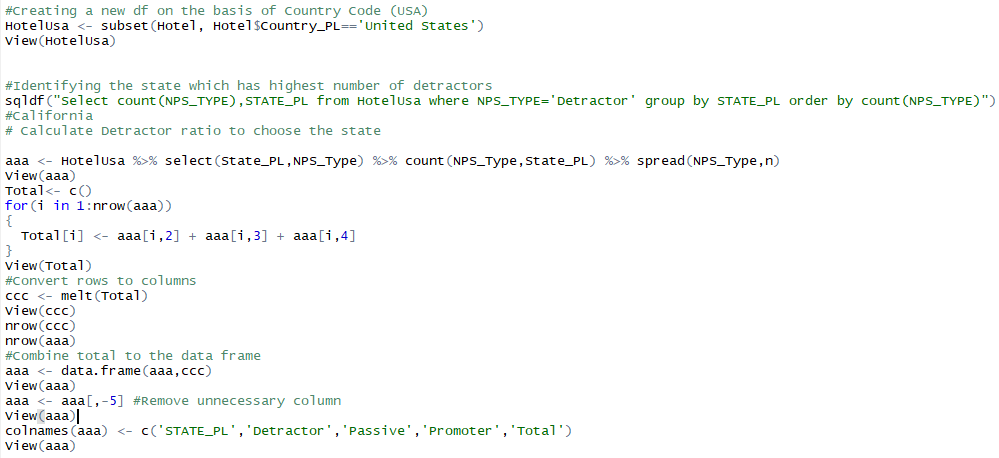 #Creating a new df on the basis of Country Code (USA)
HotelUsa <- subset(Hotel, Hotel$Country_PL=='United States')
View(HotelUsa)
#Identifying the state which has highest number of detractors
sqldf("Select count(NPS_TYPE),STATE_PL from HotelUsa where NPS_TYPE='Detractor' group by STATE_PL order by count(NPS_TYPE)")
#California
# Calculate Detractor ratio to choose the state
aaa <- HotelUsa %>% select(State_PL,NPS_Type) %>% count(NPS_Type,State_PL) %>% spread(NPS_Type,n)
View(aaa)
Total<- c()
for(i in 1:nrow(aaa))
{
  Total[i] <- aaa[i,2] + aaa[i,3] + aaa[i,4]
}
View(Total)
#Convert rows to columns
ccc <- melt(Total)
View(ccc)
nrow(ccc)
nrow(aaa)
#Combine total to the data frame
aaa <- data.frame(aaa,ccc)
View(aaa)
aaa <- aaa[,-5] #Remove unnecessary column
View(aaa)
colnames(aaa) <- c('STATE_PL','Detractor','Passive','Promoter','Total')
View(aaa)